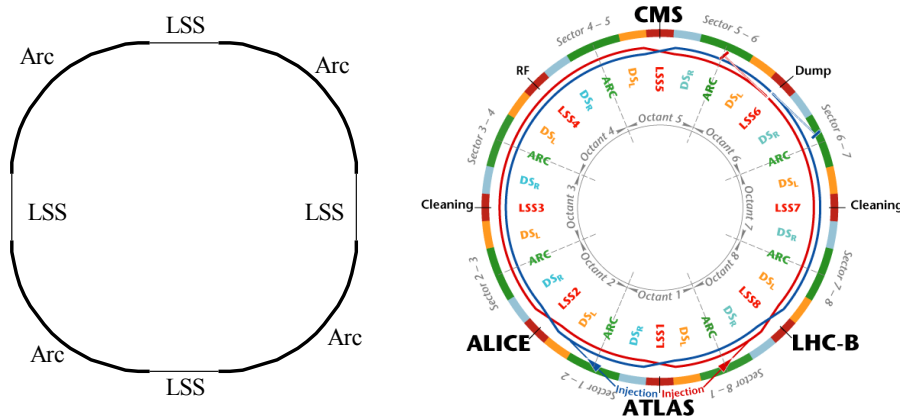 LSS
Arc
Arc
LSS
LSS
Arc
Arc
LSS
CMS
Sector 4 – 5
Sector 5 – 6
RF
Dump
LSS5
DSL
DSR
ARC
ARC
DSR
DSL
LSS4
LSS6
Sector 3 – 4
Sector 6 – 7
DSL
DSR
Octant 5
Octant 4
Octant 6
ARC
ARC
DSR
DSL
Octant 3
Cleaning
LSS3
LSS7
Cleaning
Octant 7
DSL
DSR
ARC
ARC
Octant 2
Octant 8
Octant 1
DSR
DSL
Sector 2 – 3
Sector 7 – 8
LSS2
LSS8
DSL
DSR
ARC
ARC
DSR
LSS1
DSL
ALICE
LHC-B
Sector 1 – 2
Sector 8 – 1
Injection
Injection
ATLAS